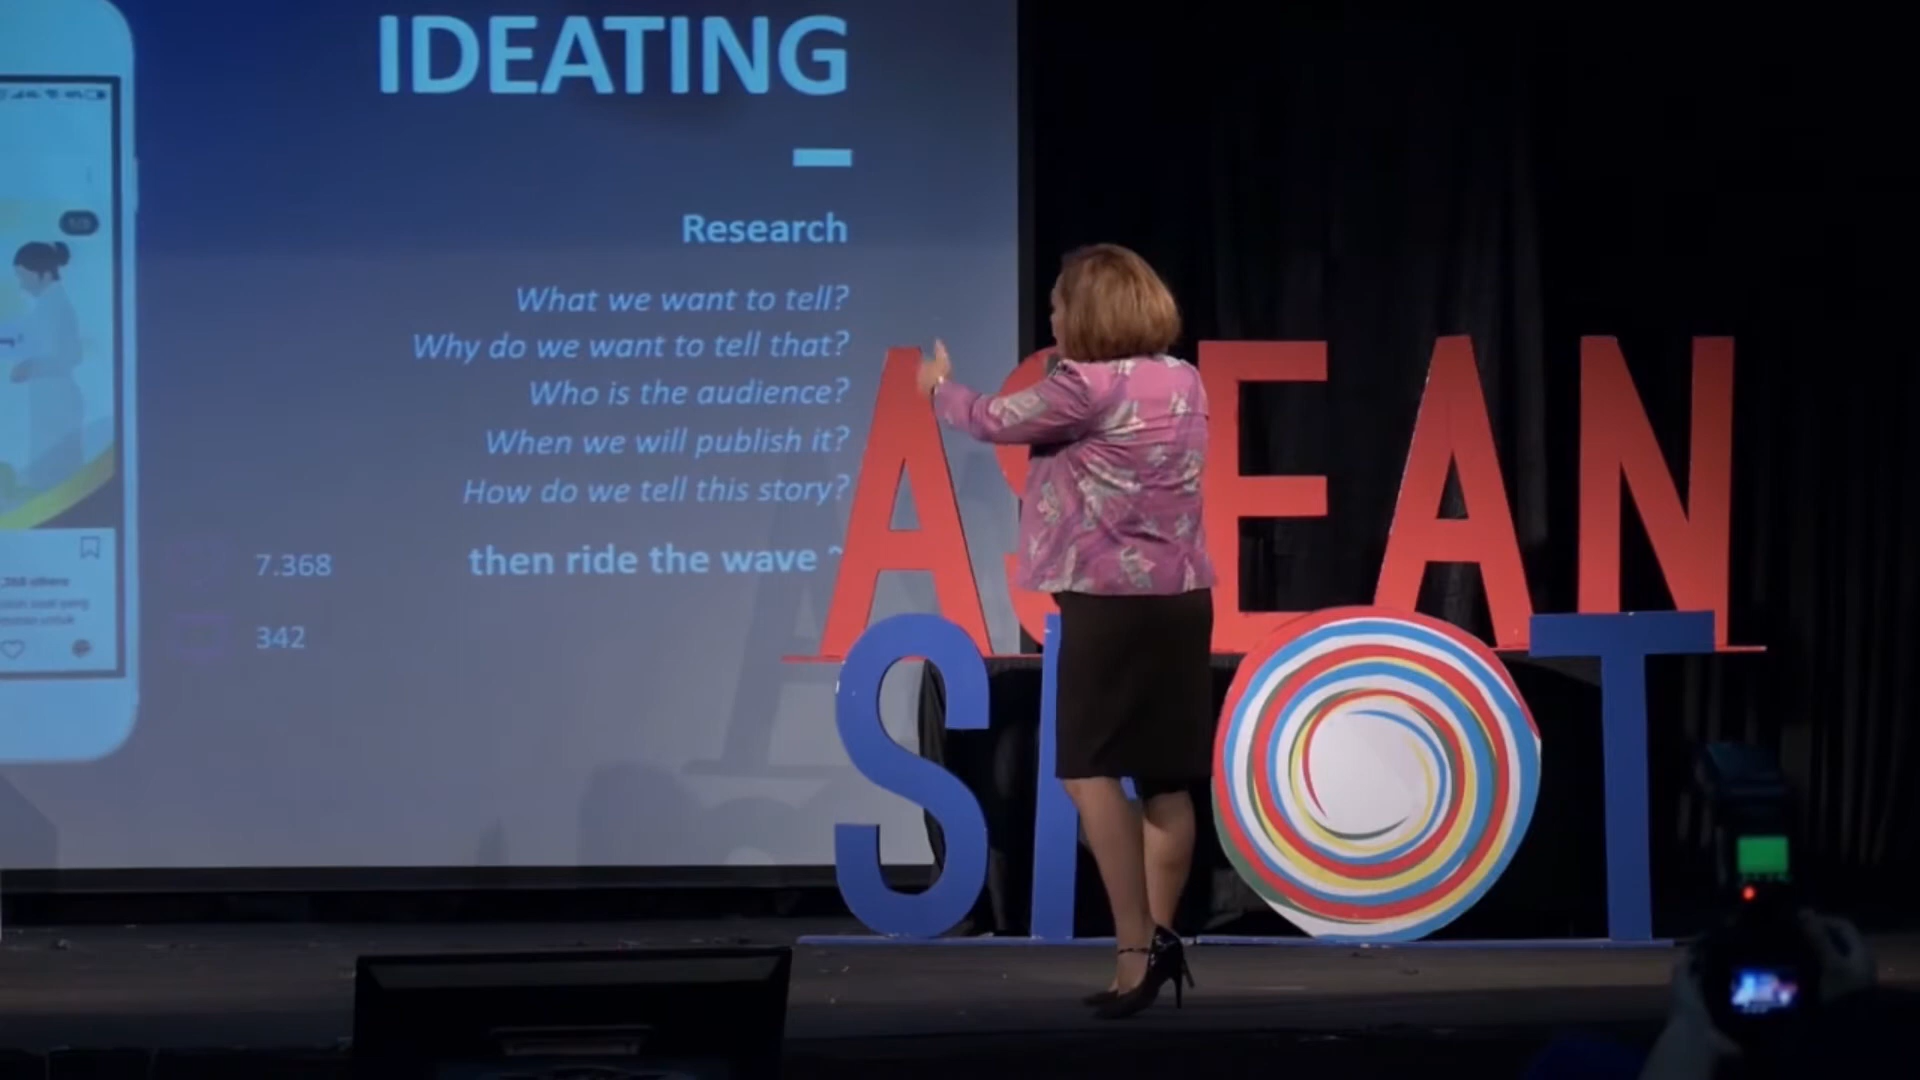 IDEATING
Research
What we want to tell?
Why do we want to tell that?
Who is the audience?
When we will publish it?
How do we tell this story?
then ride the wave ~
7.368
342
ASEAN
SHOT